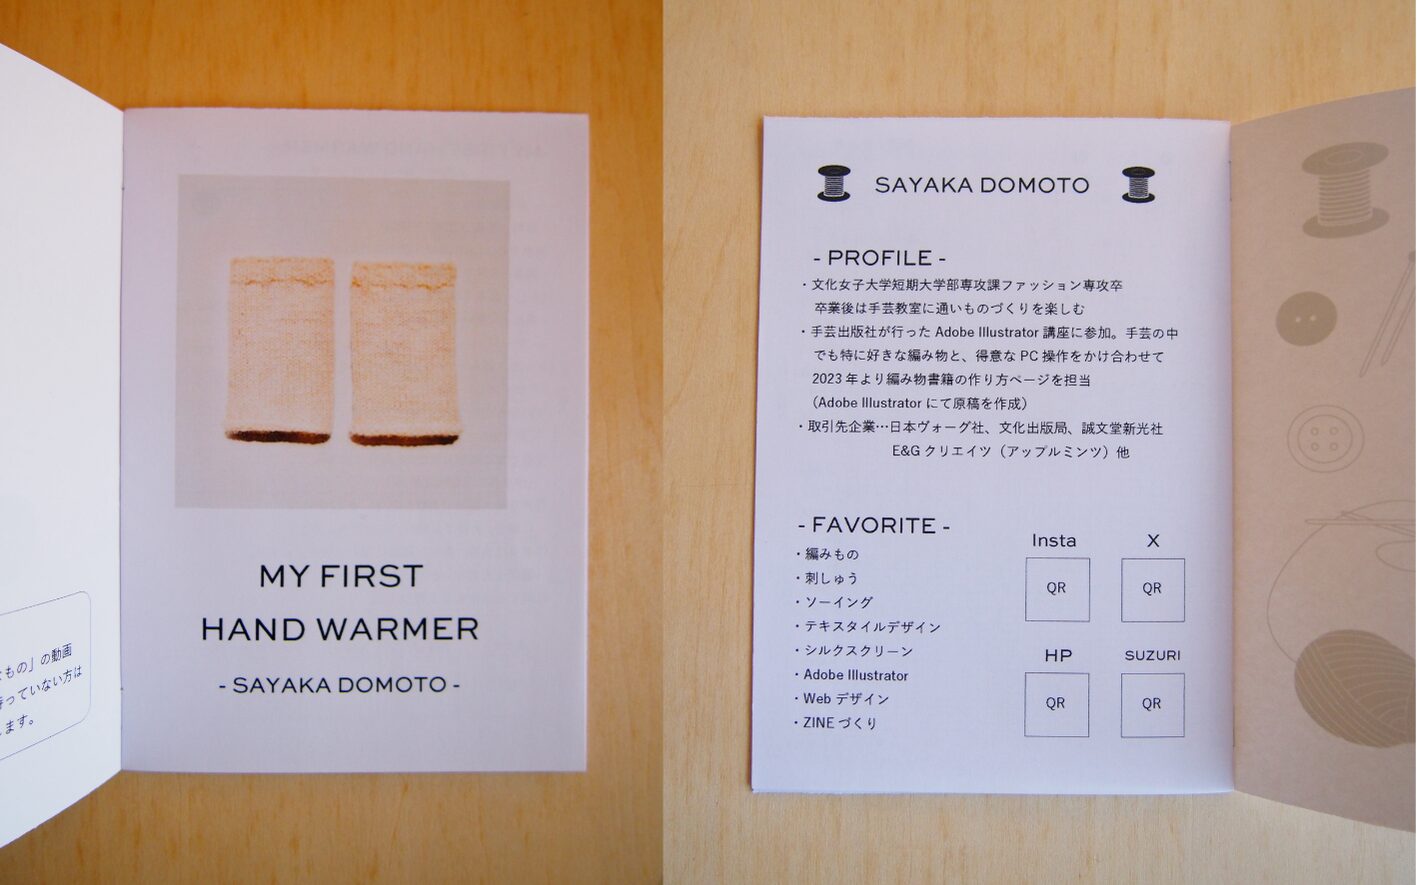 もの」の動画
っていない方は
ます。
MY FIRST
HAND WARMER
- SAYAKA DOMOTO -
SAYAKA DOMOTO
- PROFILE -
・文化女子大学短期大学部専攻課ファッション専攻卒
卒業後は手芸教室に通いものづくりを楽しむ
・手芸出版社が行った Adobe Illustrator 講座に参加。手芸の中
でも特に好きな編み物と、得意な PC 操作をかけ合わせて
2023 年より編み物書籍の作り方ページを担当
（Adobe Illustrator にて原稿を作成）
・取引先企業…日本ヴォーグ社、文化出版局、誠文堂新光社
E&G クリエイツ（アップルミンツ）他
- FAVORITE -
・編みもの
・刺しゅう
・ソーイング
・テキスタイルデザイン
・シルクスクリーン
・Adobe Illustrator
・Web デザイン
・ZINE づくり
Insta
X
QR
QR
HP
SUZURI
QR
QR